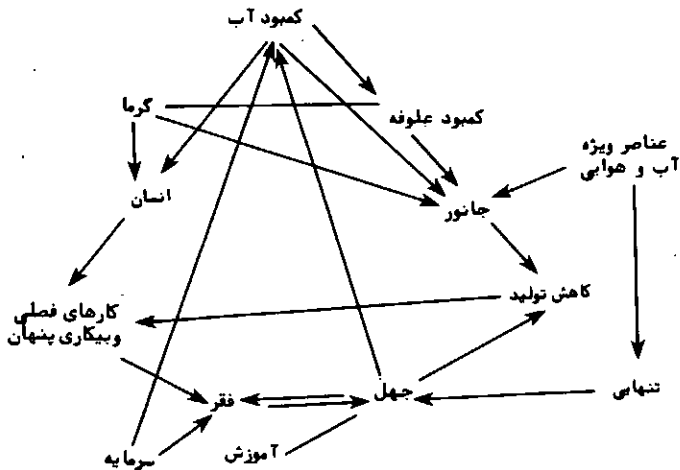 کمبود آب
گرما
کمبود علوفه
عناصر ویژه
آب و هوایی
انسان
جانور
کارهای فصلی
وبیکاری پنهان
کاهش تولید
فقر
جهل
تنهایی
سرمایه
آموزش